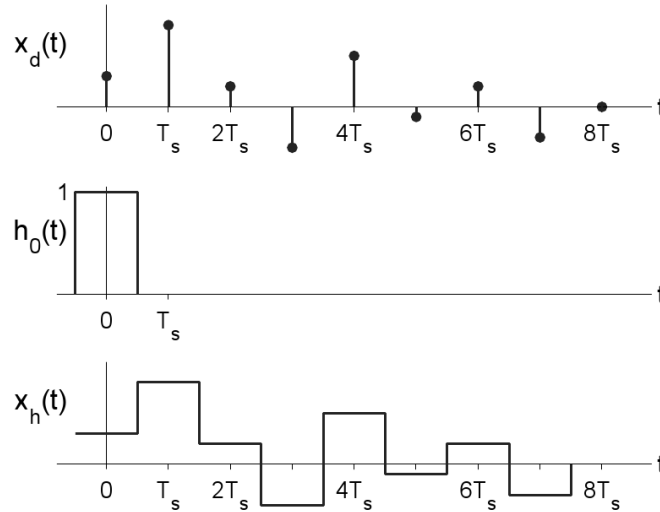 x_d(t)
t
0 T_s 2T_s 4T_s 6T_s 8T_s
1
h_0(t)
t
0 T_s
x_h(t)
t
0 T_s 2T_s 4T_s 6T_s 8T_s